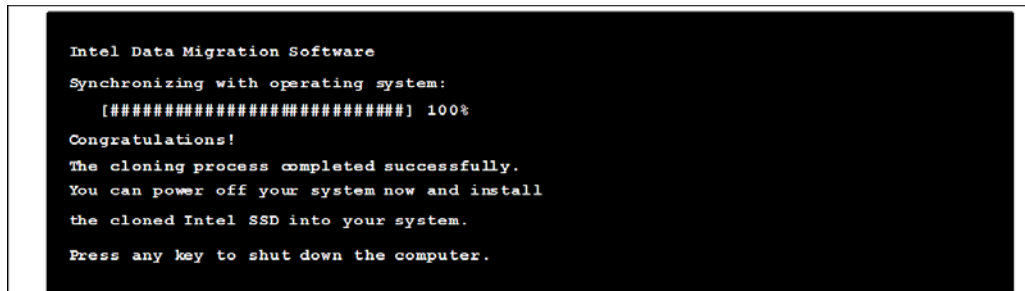 Intel Data Migration Software
Synchronizing with operating system:
[###########################] 100%
Congratulations!
The cloning process completed successfully.
You can power off your system now and install
the cloned Intel SSD into your system.
Press any key to shut down the computer.